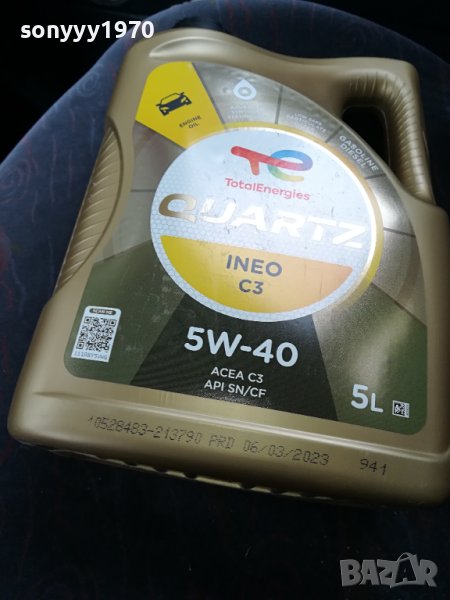 sonyyy1970
ENGINE OIL
GASOLINE
DIESEL
TotalEnergies
QUARTZ
INEO
C3
5W-40
ACEA C3
API SN/CF
5L
10528483-213790 PRD 06/03/2023
941
BAZAR